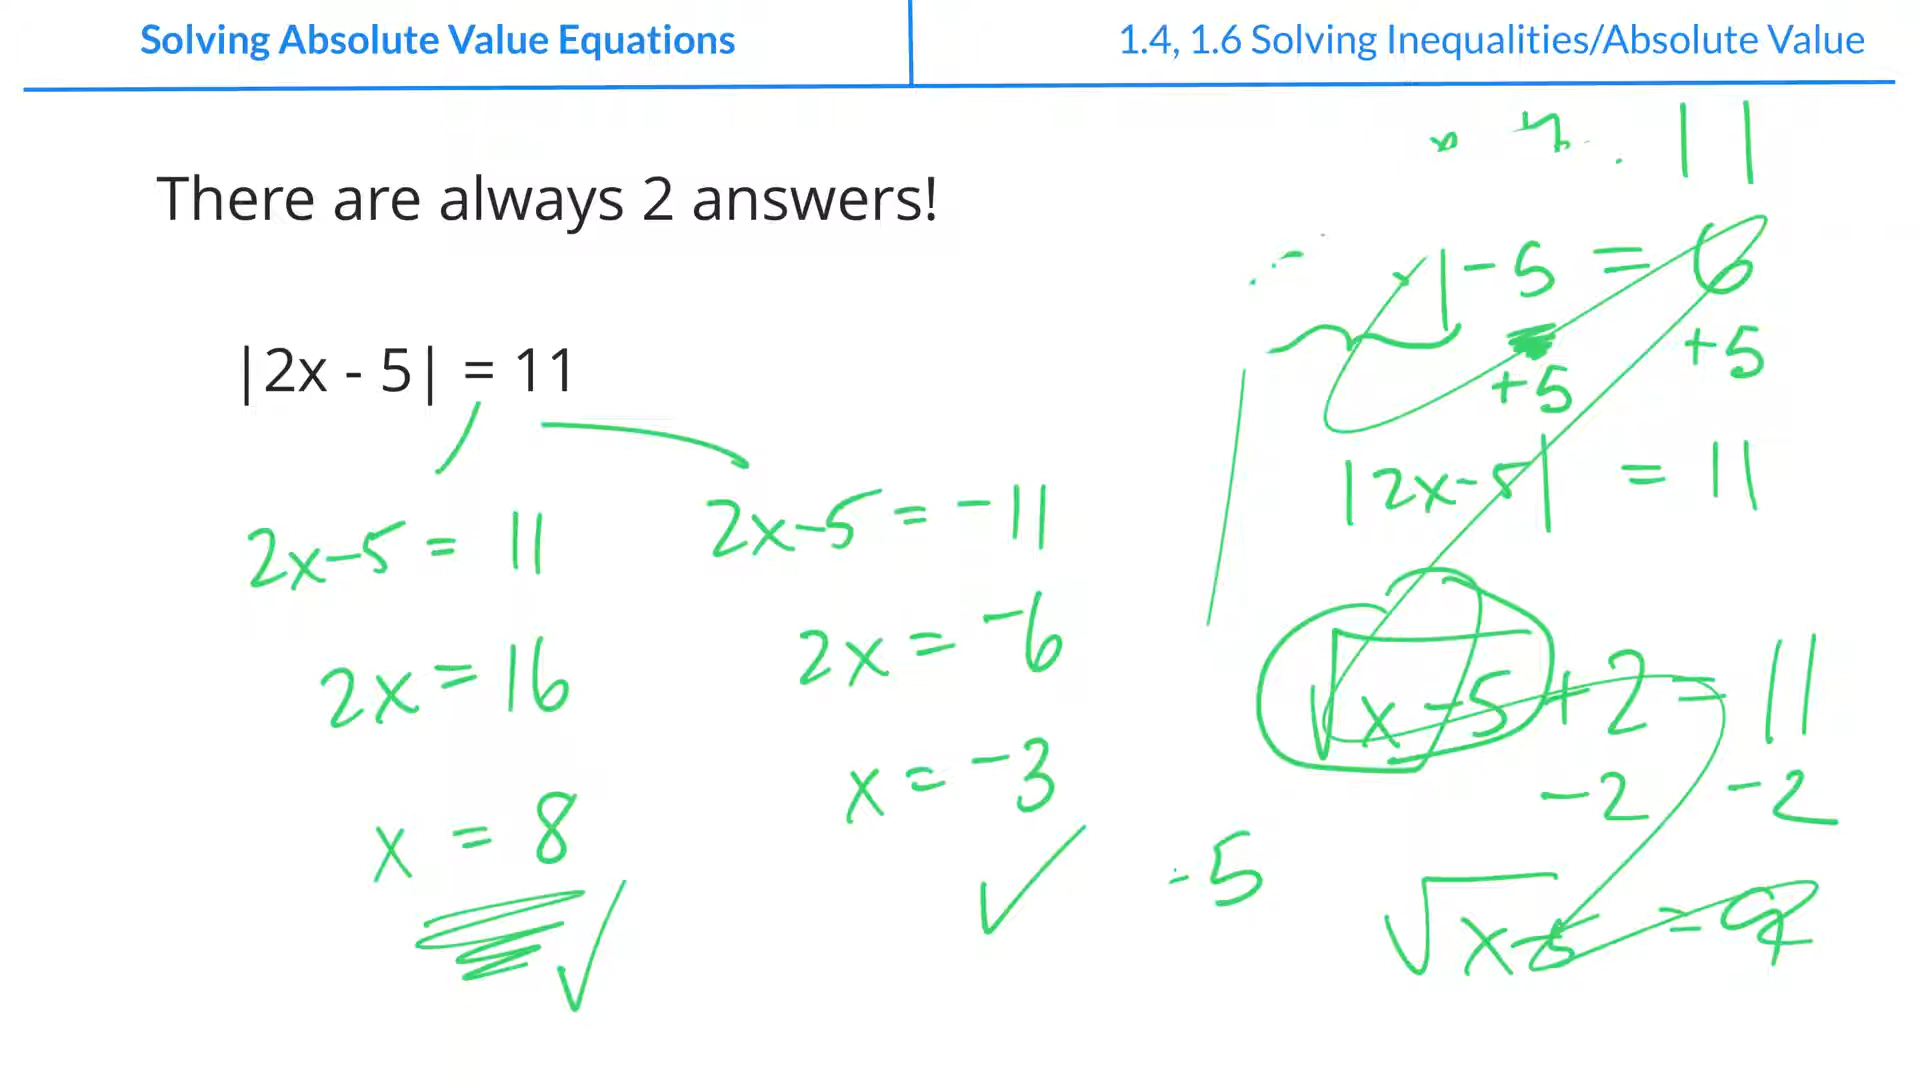 Solving Absolute Value Equations
1.4, 1.6 Solving Inequalities/Absolute Value
There are always 2 answers!
|2x - 5| = 11
2x-5 = 11
2x = 16
x = 8
2x-5 = -11
2x = -6
x = -3
11
|-5 = 6
+5 +5
|2x-5| = 11
√x-5 + 2 = 11
-2 -2
-5
√x-5 = 9